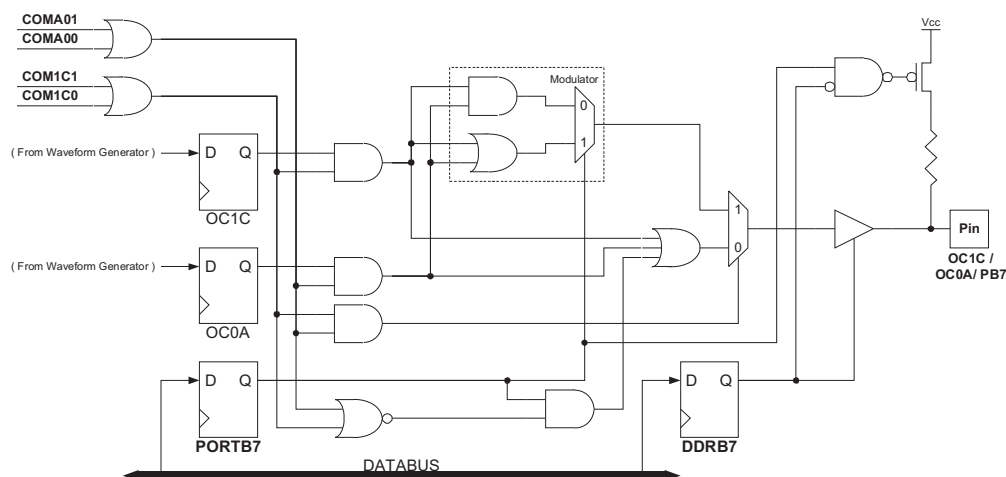 COMA01
COMA00
COM1C1
COM1C0
Vcc
Modulator
0
1
( From Waveform Generator )
D Q
OC1C
1
0
Pin
OC1C /
OC0A/ PB7
( From Waveform Generator )
D Q
OC0A
D Q
PORTB7
D Q
DDRB7
DATABUS